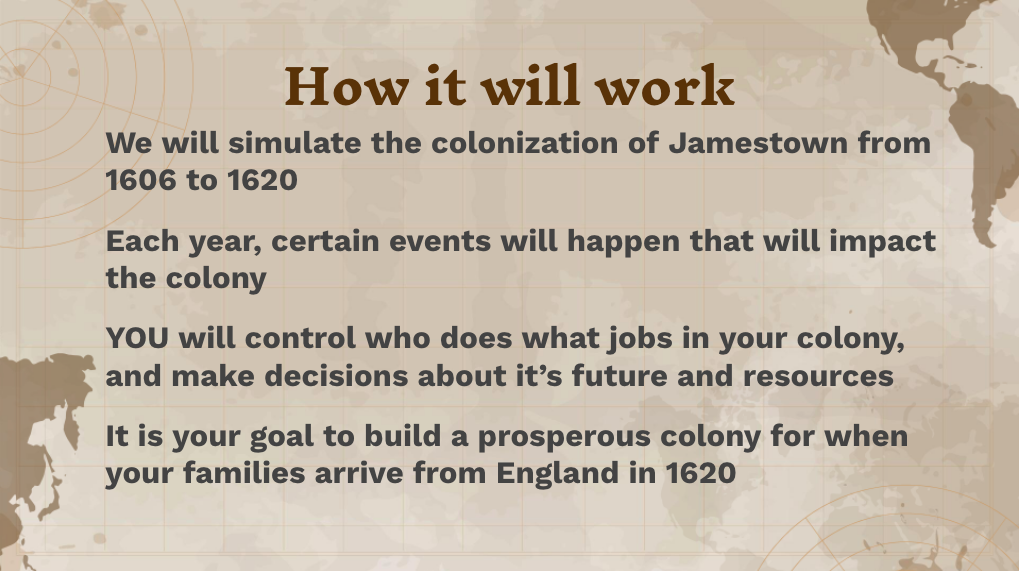 How it will work
We will simulate the colonization of Jamestown from
1606 to 1620
Each year, certain events will happen that will impact
the colony
YOU will control who does what jobs in your colony,
and make decisions about it’s future and resources
It is your goal to build a prosperous colony for when
your families arrive from England in 1620